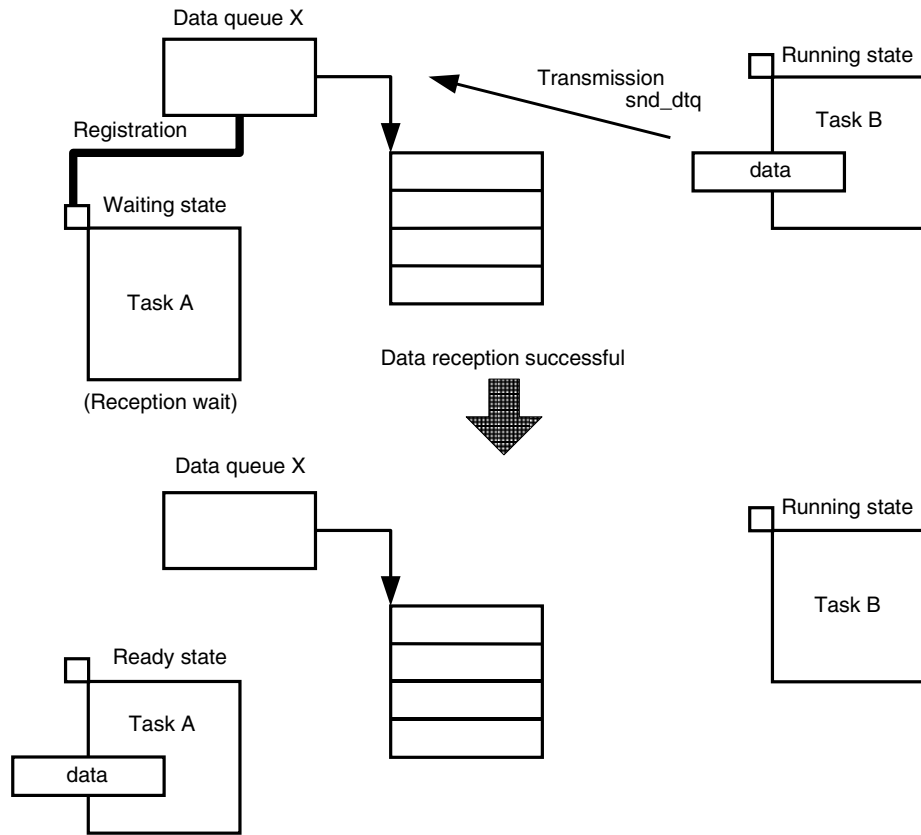 Data queue X
Running state
Transmission
snd_dtq
Task B
Registration
data
Waiting state
Task A
Data reception successful
(Reception wait)
Data queue X
Running state
Task B
Ready state
Task A
data